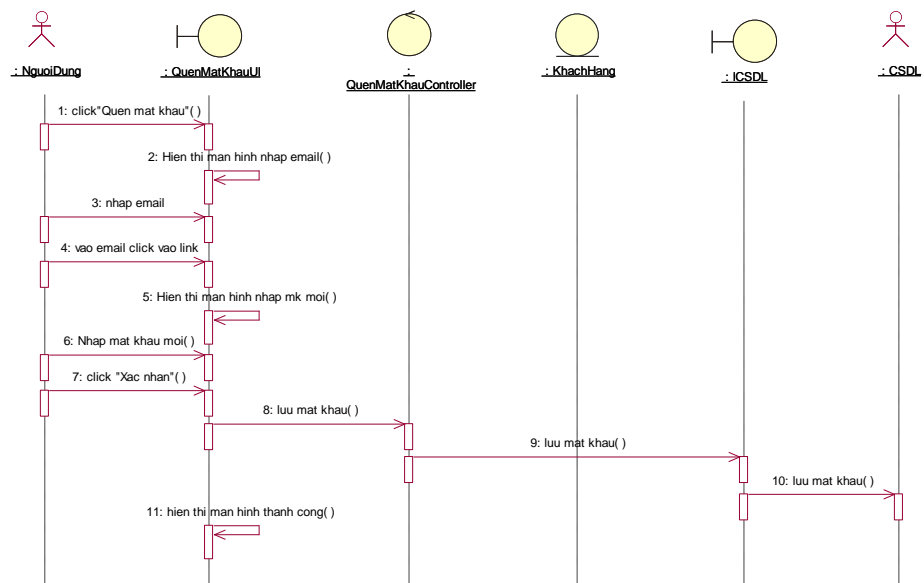 : NguoiDung
: QuenMatKhauUI
:
QuenMatKhauController
: KhachHang
: ICSDL
: CSDL
1: click"Quen mat khau"( )
2: Hien thi man hinh nhap email( )
3: nhap email
4: vao email click vao link
5: Hien thi man hinh nhap mk moi( )
6: Nhap mat khau moi( )
7: click "Xac nhan"( )
8: luu mat khau( )
9: luu mat khau( )
10: luu mat khau( )
11: hien thi man hinh thanh cong( )